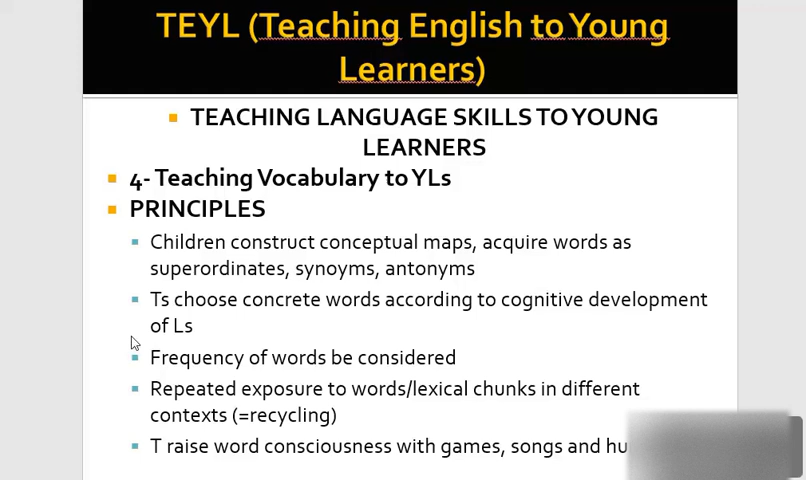 TEYL (Teaching English to Young
Learners)
TEACHING LANGUAGE SKILLS TO YOUNG
LEARNERS
4- Teaching Vocabulary to YLs
PRINCIPLES
Children construct conceptual maps, acquire words as
superordinates, synoyms, antonyms
Ts choose concrete words according to cognitive development
of Ls
Frequency of words be considered
Repeated exposure to words/lexical chunks in different
contexts (=recycling)
T raise word consciousness with games, songs and